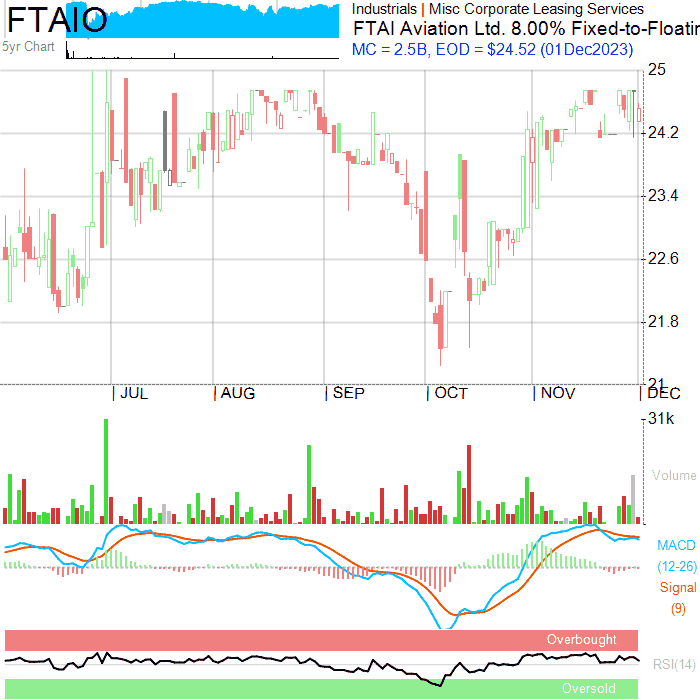 FTAIO
5yr Chart
Industrials | Misc Corporate Leasing Services
FTAI Aviation Ltd. 8.00% Fixed-to-Floatin
MC = 2.5B, EOD = $24.52 (01Dec2023)
25
24.2
23.4
22.6
21.8
21
JUL
AUG
SEP
OCT
NOV
DEC
31k
Volume
MACD
(12-26)
Signal
(9)
Overbought
RSI(14)
Oversold